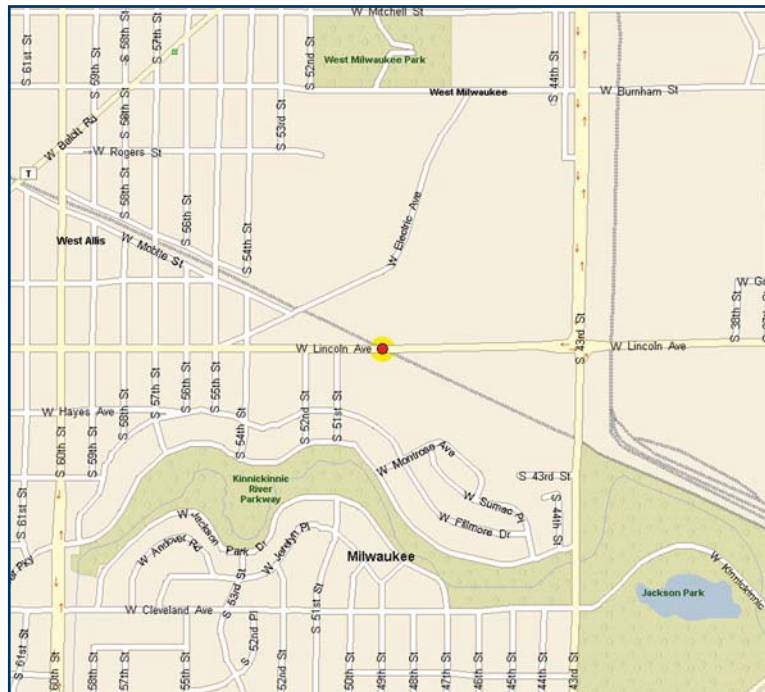 W Mitchell St
S 61st St
S 59th St
S 58th St
S 58th St
S 57th St
S 52nd St
S 53rd St
West Milwaukee Park
S 44th St
West Milwaukee
W Burnham St
W Rogers St
T
S 58th St
S 56th St
S 54th St
W Electric Ave
West Allis
W Mobile St
S 38th St
S 43rd St
W Lincoln Ave
W Lincoln Ave
S 57th St
S 56th St
S 55th St
S 58th St
W Hayes Ave
S 54th St
S 52nd St
S 51st St
S 60th St
S 59th St
W Montrose Ave
S 43rd St
Kinnickinnic
River
Parkway
W Sumac Pl
W Fillmore Dr
S 44th St
S 61st St
W Jackson Park Dr
Milwaukee
S 53rd St
S 51st St
W Kinnickinnic
Jackson Park
W Cleveland Ave
S 61st St
60th St
58th St
57th St
55th St
S 52nd Pl
52nd St
50th St
49th St
48th St
47th St
46th St
45th St
44th St
43rd St